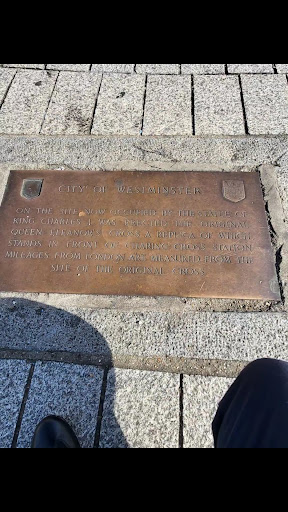 CITY OF WESTMINSTER
ON THE SITE NOW OCCUPIED BY THE STATUE OF
KING CHARLES I WAS ERECTED THE ORIGINAL
QUEEN ELEANOR'S CROSS A REPLICA OF WHICH
STANDS IN FRONT OF CHARING CROSS STATION
MILEAGES FROM LONDON ARE MEASURED FROM THE
SITE OF THE ORIGINAL CROSS